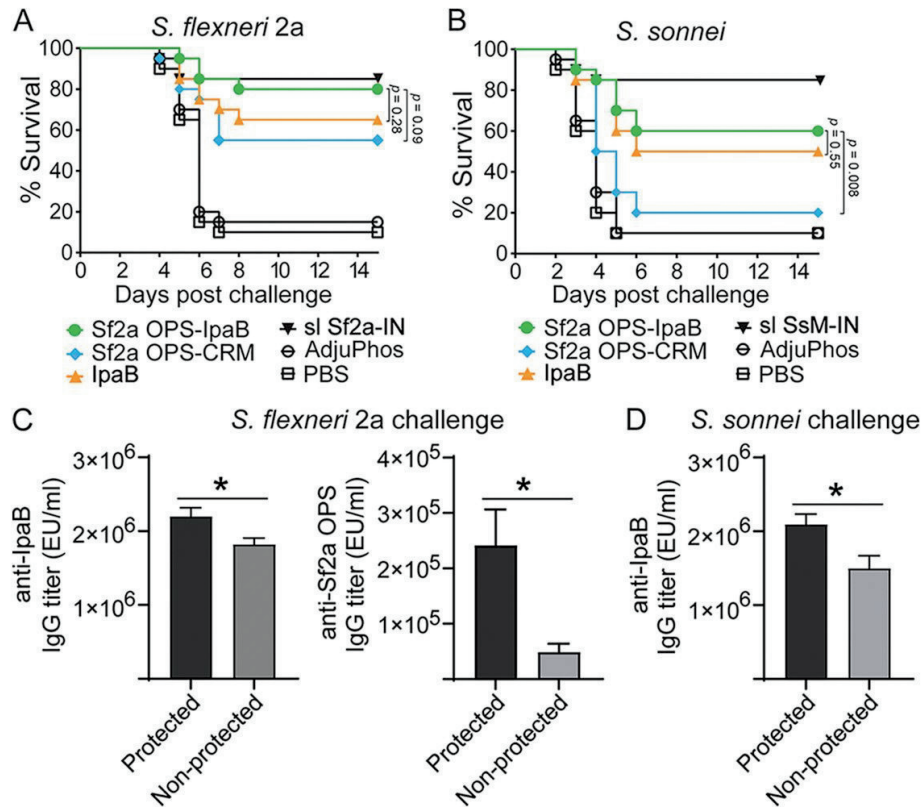 A
S. flexneri 2a
% Survival
100
80
60
40
20
0
0 2 4 6 8 10 12 14
Days post challenge
p = 0.28
p = 0.09
Sf2a OPS-IpaB
Sf2a OPS-CRM
IpaB
sl Sf2a-IN
AdjuPhos
PBS
B
S. sonnei
% Survival
100
80
60
40
20
0
0 2 4 6 8 10 12 14
Days post challenge
p = 0.55
p = 0.008
Sf2a OPS-IpaB
Sf2a OPS-CRM
IpaB
sl SsM-IN
AdjuPhos
PBS
C
S. flexneri 2a challenge
anti-IpaB
IgG titer (EU/ml)
3×10⁶
2×10⁶
1×10⁶
*
Protected
Non-protected
anti-Sf2a OPS
IgG titer (EU/ml)
4×10⁵
3×10⁵
2×10⁵
1×10⁵
*
Protected
Non-protected
D
S. sonnei challenge
anti-IpaB
IgG titer (EU/ml)
3×10⁶
2×10⁶
1×10⁶
*
Protected
Non-protected